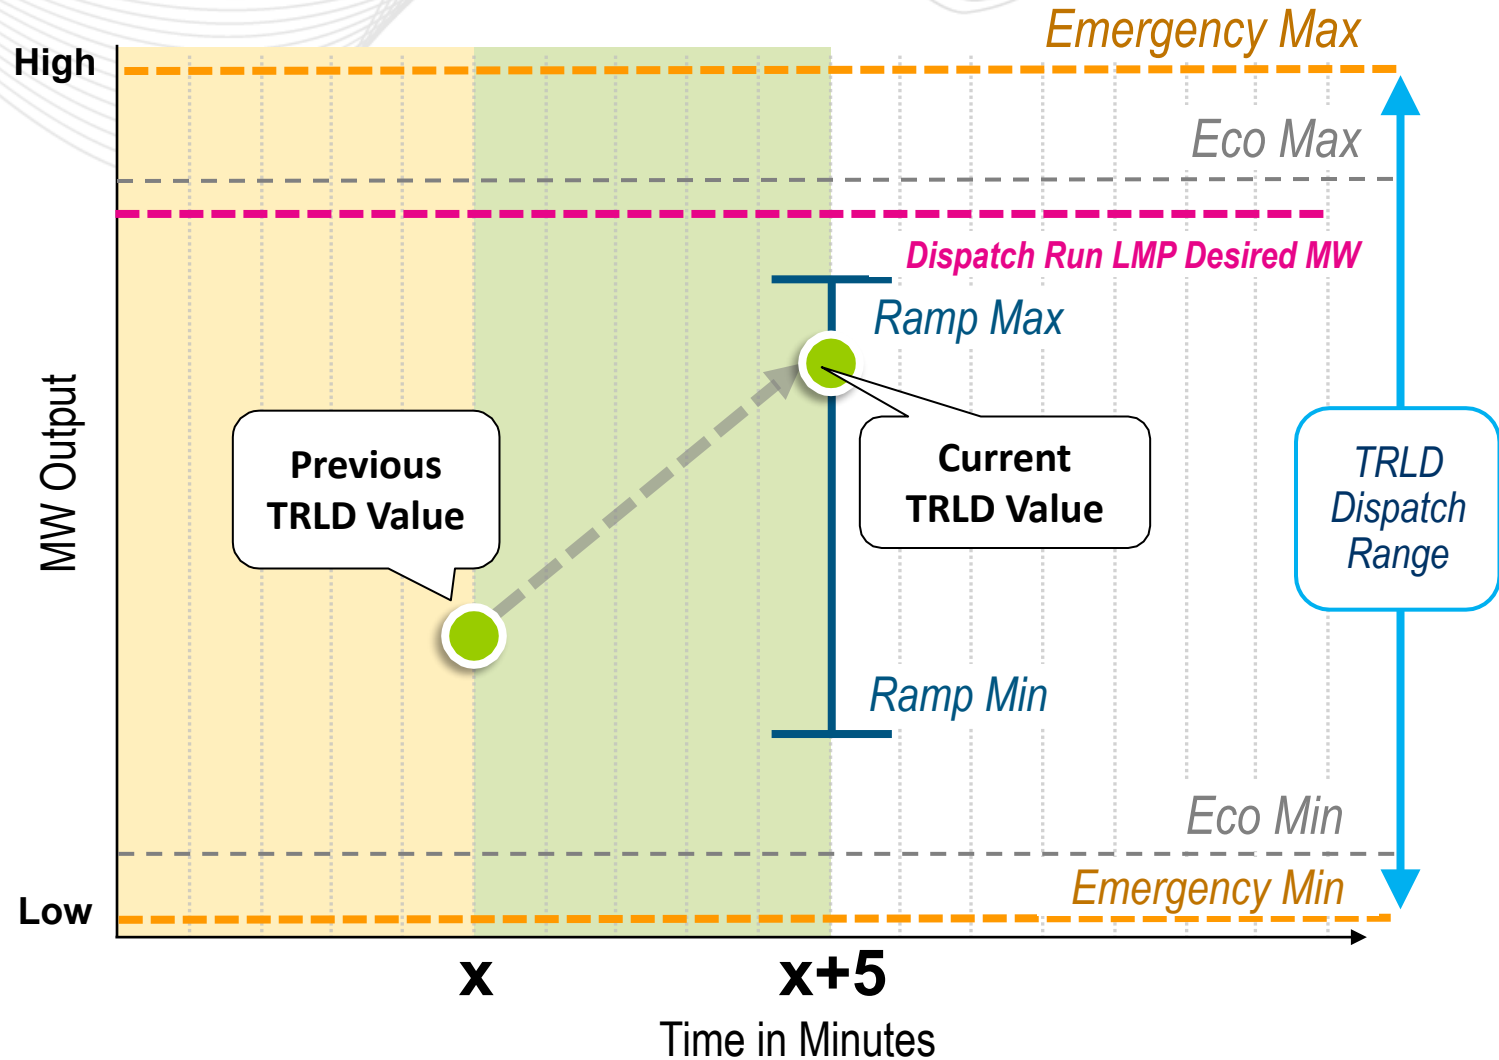 Emergency Max
High
Eco Max
Dispatch Run LMP Desired MW
Ramp Max
MW Output
Previous
TRLD Value
Current
TRLD Value
TRLD
Dispatch
Range
Ramp Min
Eco Min
Emergency Min
Low
x
x+5
Time in Minutes